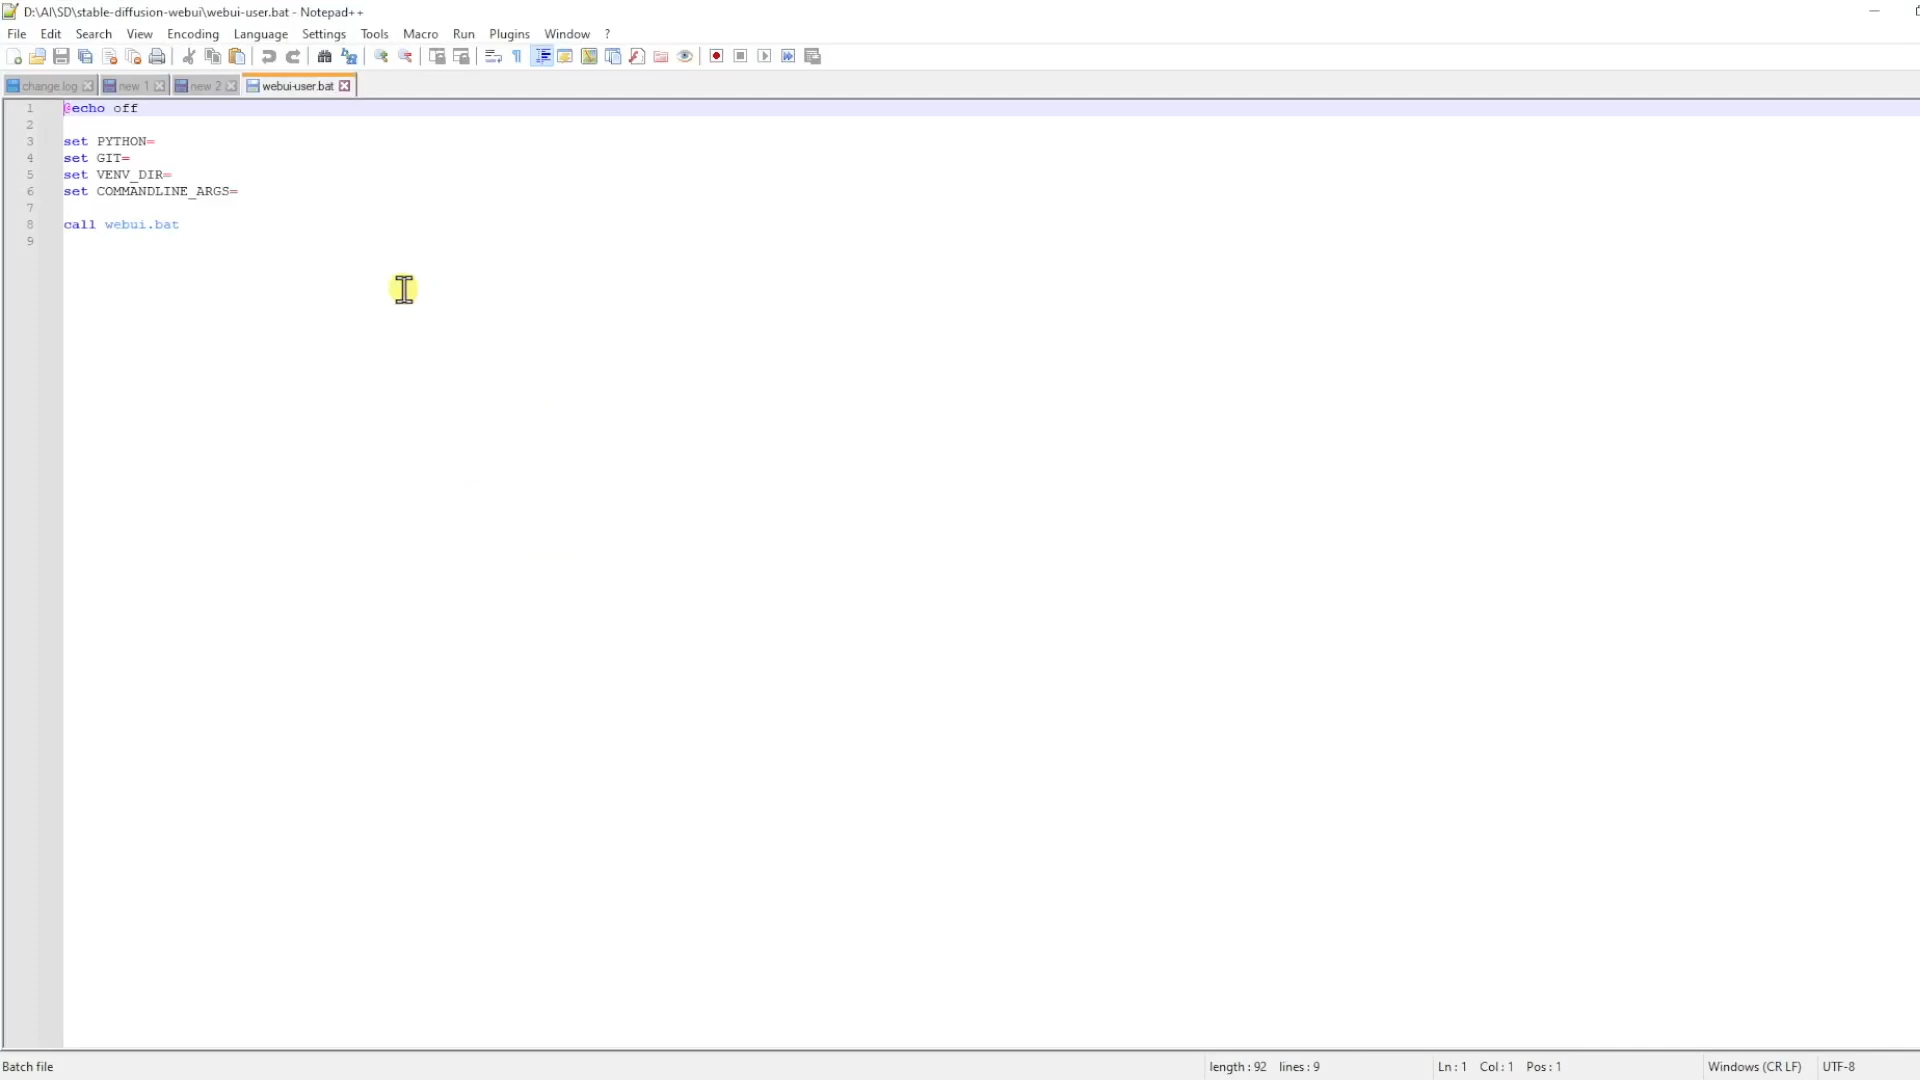 D:\AI\SD\stable-diffusion-webui\webui-user.bat - Notepad++
File Edit Search View Encoding Language Settings Tools Macro Run Plugins Window ?
change.log new 1 new 2 webui-user.bat
1 @echo off
2
3 set PYTHON=
4 set GIT=
5 set VENV_DIR=
6 set COMMANDLINE_ARGS=
7
8 call webui.bat
9
Batch file length : 92 lines : 9 Ln : 1 Col : 1 Pos : 1 Windows (CR LF) UTF-8